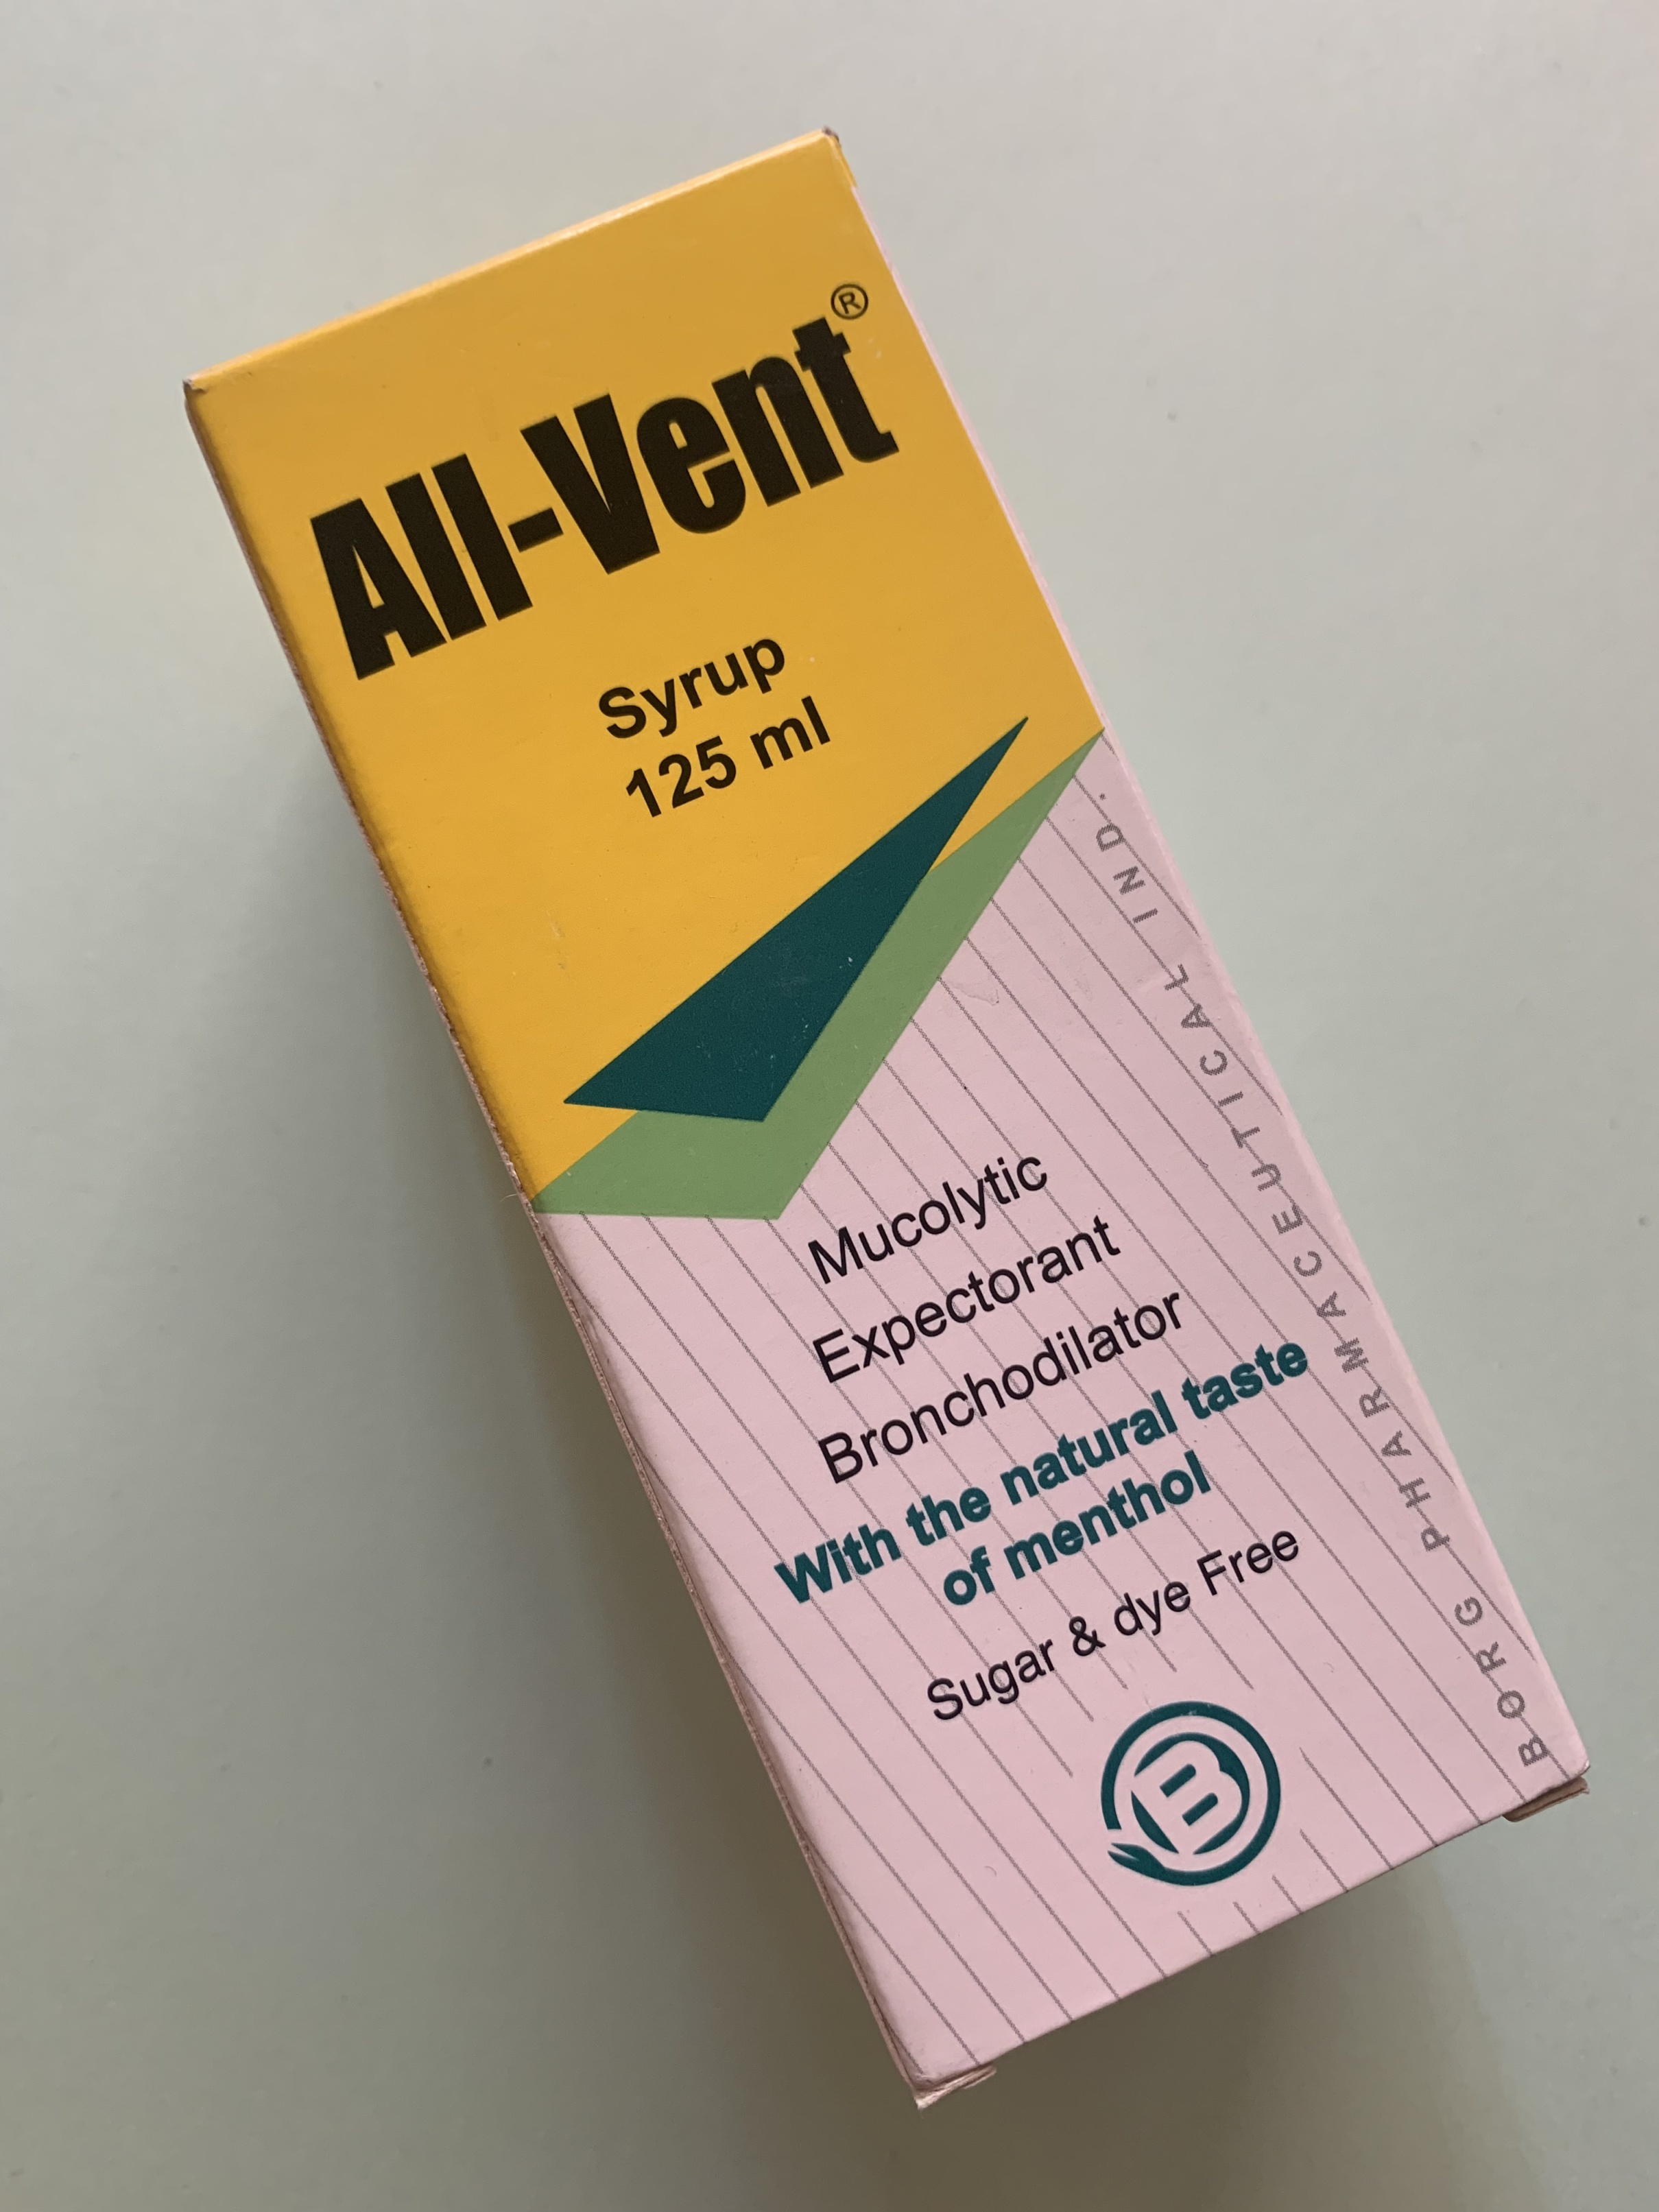 All-Vent®
Syrup
125 ml
Mucolytic
Expectorant
Bronchodilator
With the natural taste
of menthol
Sugar & dye Free
B
BORG PHARMACEUTICAL IND.